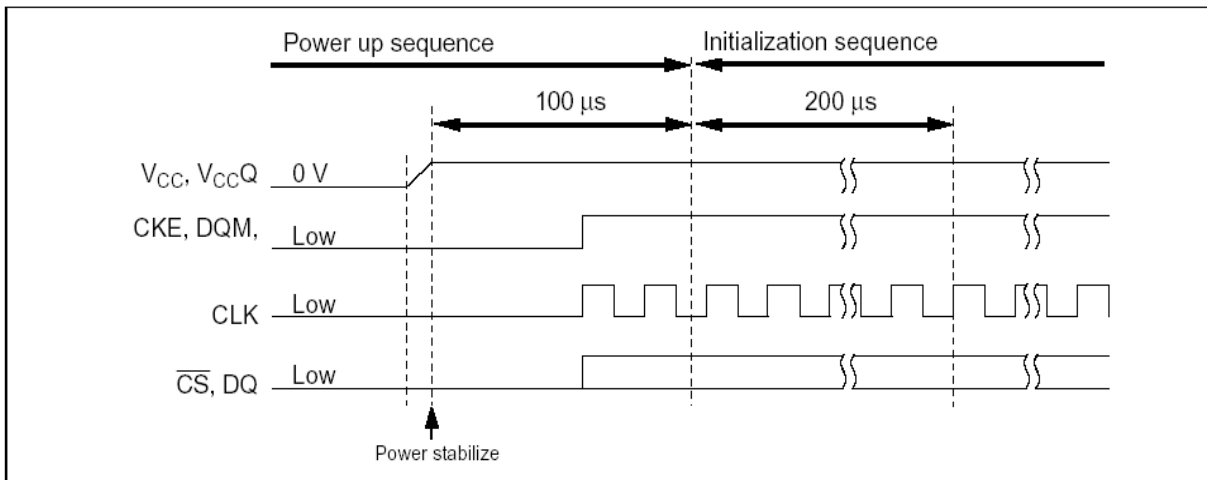 Power up sequence
Initialization sequence
100 μs
200 μs
VCC, VCCQ
0 V
CKE, DQM,
Low
CLK
Low
CS, DQ
Low
Power stabilize